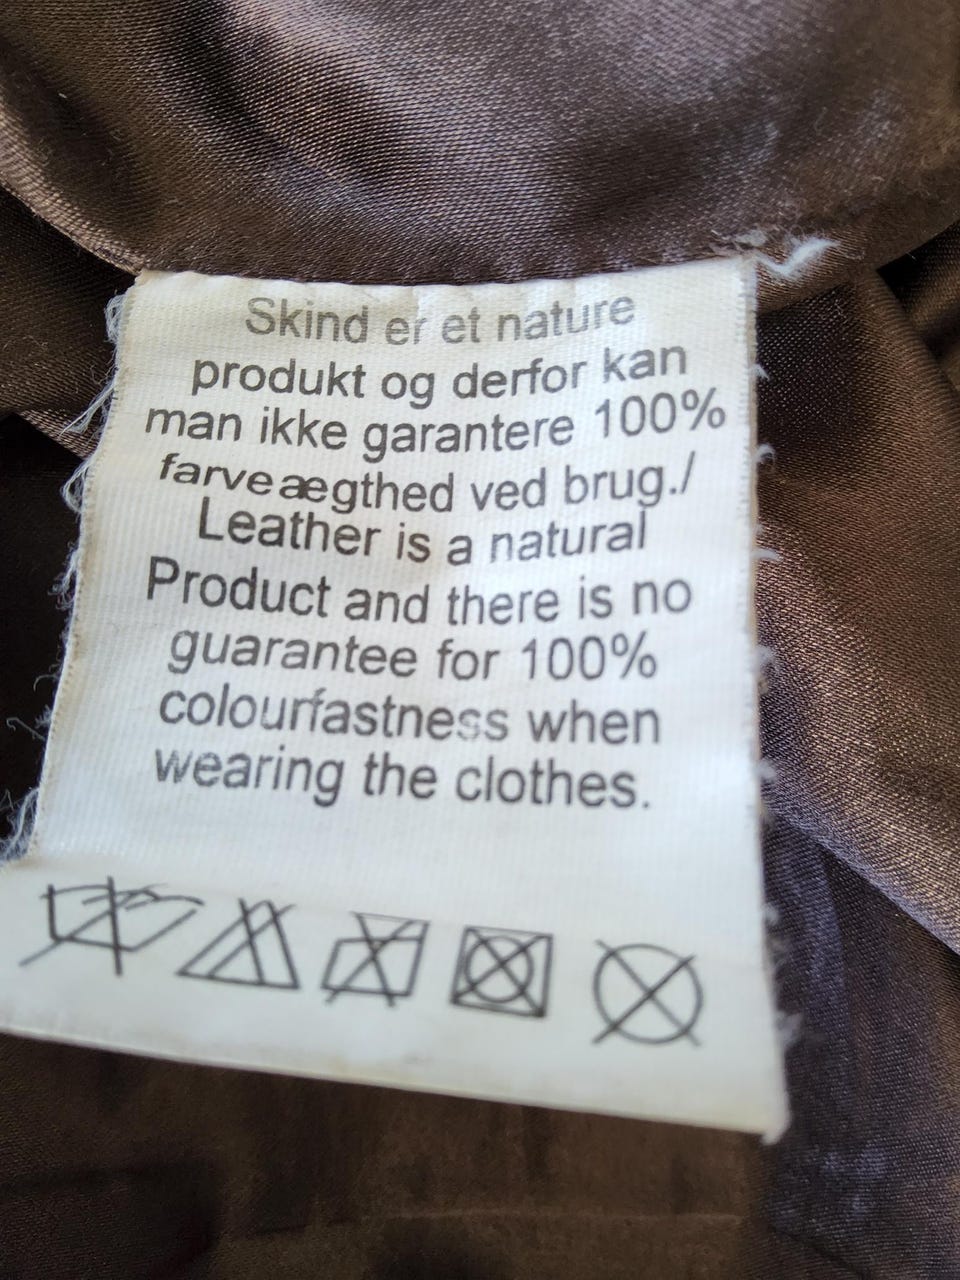 Skind er et nature
produkt og derfor kan
man ikke garantere 100%
farveægthed ved brug./
Leather is a natural
Product and there is no
guarantee for 100%
colourfastness when
wearing the clothes.